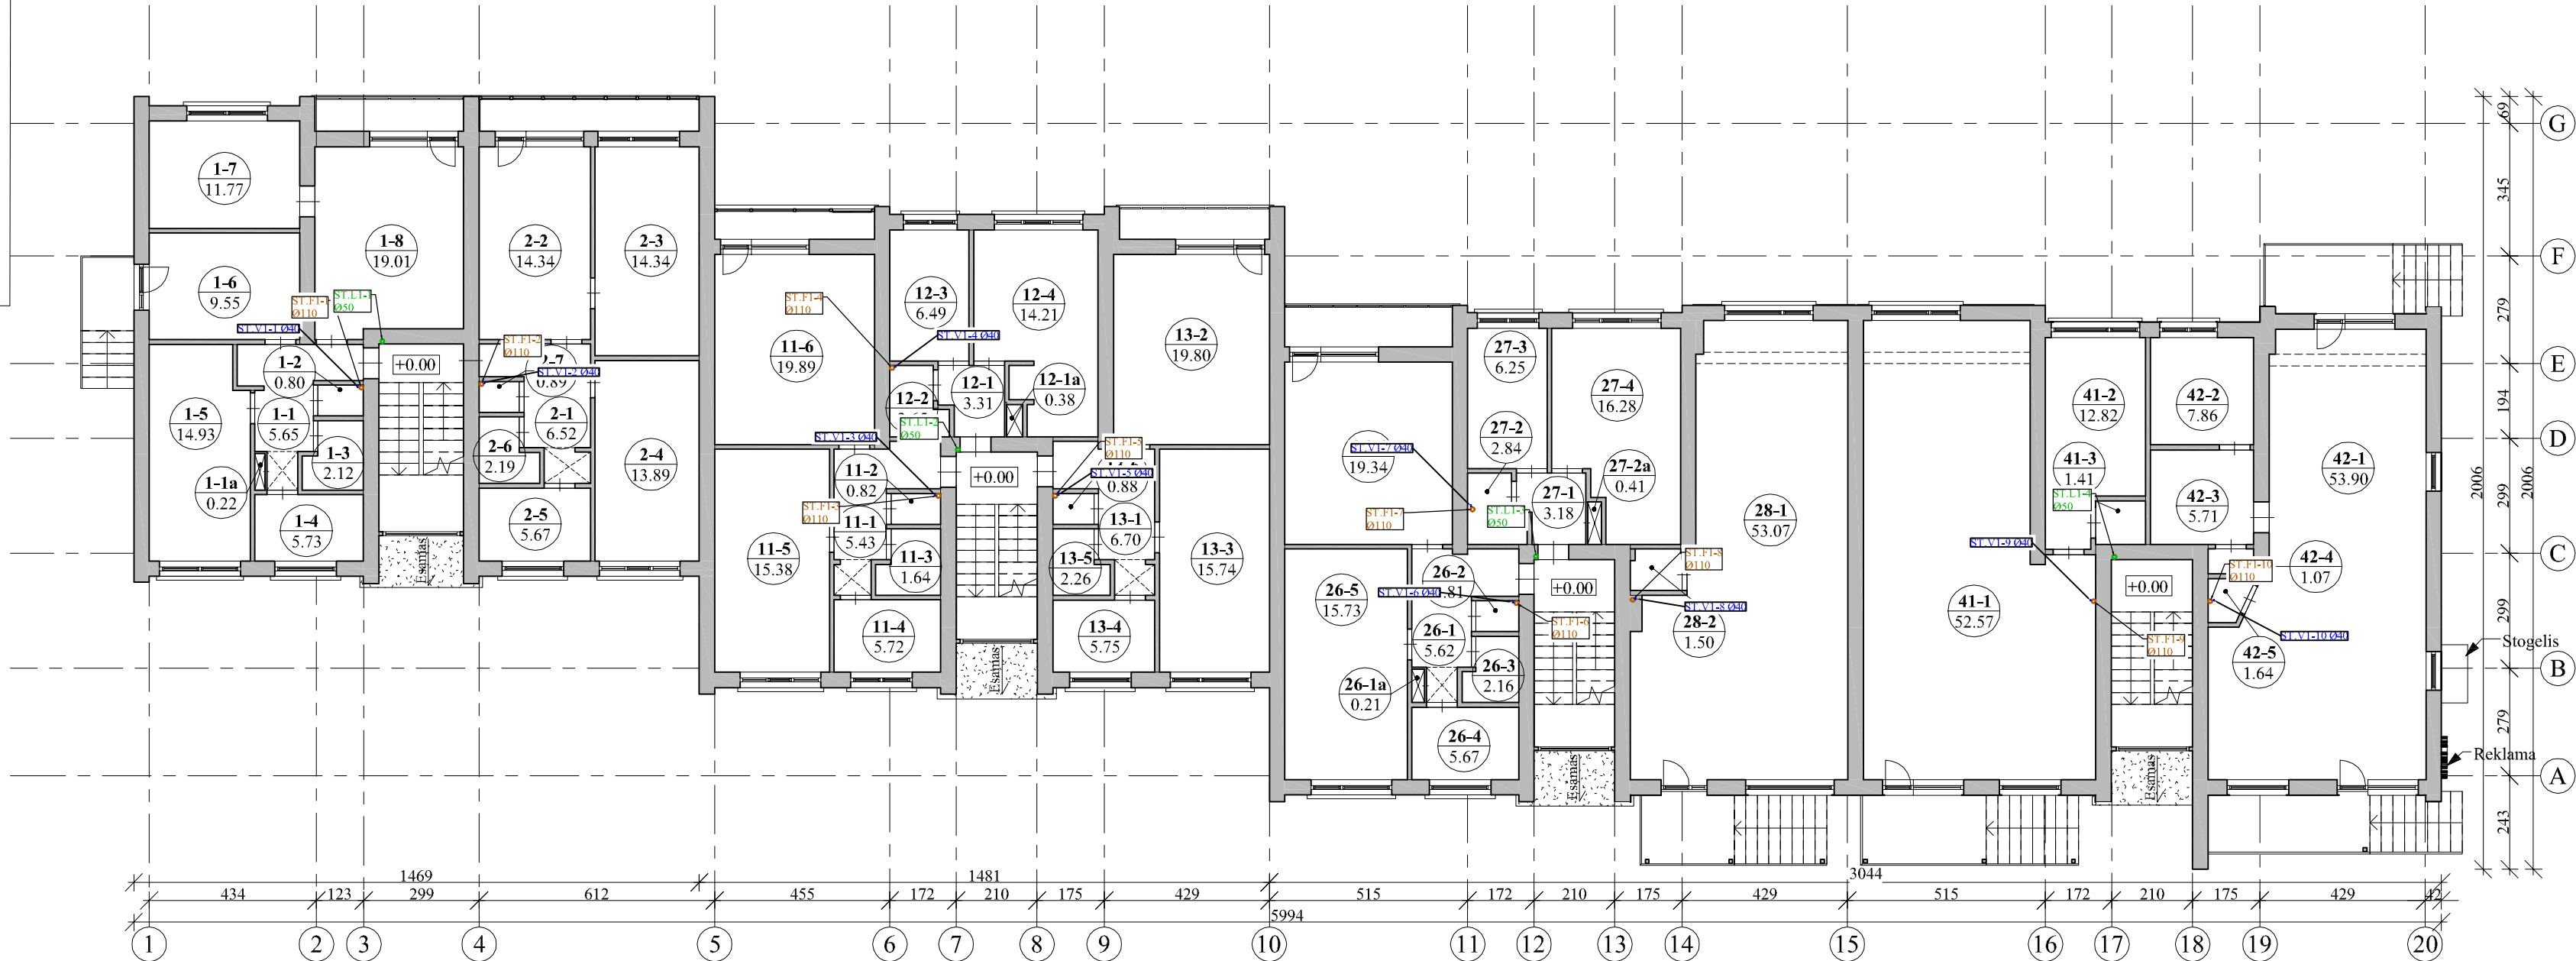 1-7
11.77
1-6
9.55
1-8
19.01
ST.F1-1
Ø110
ST.L1-1
Ø50
ST.V1-1 Ø40
1-2
0.80
1-1
5.65
1-5
14.93
1-3
2.12
1-1a
0.22
1-4
5.73
+0.00
Esamas
2-2
14.34
2-3
14.34
ST.F1-2
Ø110
2-7
0.89
ST.V1-2 Ø40
2-1
6.52
2-6
2.19
2-4
13.89
2-5
5.67
ST.F1-4
Ø110
11-6
19.89
12-3
6.49
12-4
14.21
ST.V1-4 Ø40
12-1
3.31
12-1a
0.38
12-2
ST.L1-2
Ø50
ST.V1-3 Ø40
11-2
0.82
ST.F1-3
Ø110
11-1
5.43
11-3
1.64
11-5
15.38
11-4
5.72
+0.00
Esamas
13-2
19.80
ST.F1-5
Ø110
ST.V1-5 Ø40
0.88
13-1
6.70
13-5
2.26
13-3
15.74
13-4
5.75
ST.V1-7 Ø40
19.34
ST.F1-7
Ø110
27-3
6.25
27-4
16.28
27-2
2.84
27-2a
0.41
27-1
3.18
ST.L1-3
Ø50
26-2
ST.V1-6 Ø40
26-5
15.73
26-1
5.62
ST.F1-6
Ø110
26-3
2.16
26-1a
0.21
26-4
5.67
+0.00
Esamas
28-1
53.07
ST.F1-8
Ø110
ST.V1-8 Ø40
28-2
1.50
41-1
52.57
41-2
12.82
41-3
1.41
ST.L1-4
Ø50
ST.V1-9 Ø40
ST.F1-9
Ø110
+0.00
Esamas
42-2
7.86
42-3
5.71
42-1
53.90
42-4
1.07
ST.F1-10
Ø110
ST.V1-10 Ø40
42-5
1.64
Stogelis
Reklama
69
345
279
194
299
299
279
243
2006
2006
G
F
E
D
C
B
A
1469
1481
3044
434
123
299
612
455
172
210
175
429
515
172
210
175
429
515
172
210
175
429
42
5994
1
2
3
4
5
6
7
8
9
10
11
12
13
14
15
16
17
18
19
20